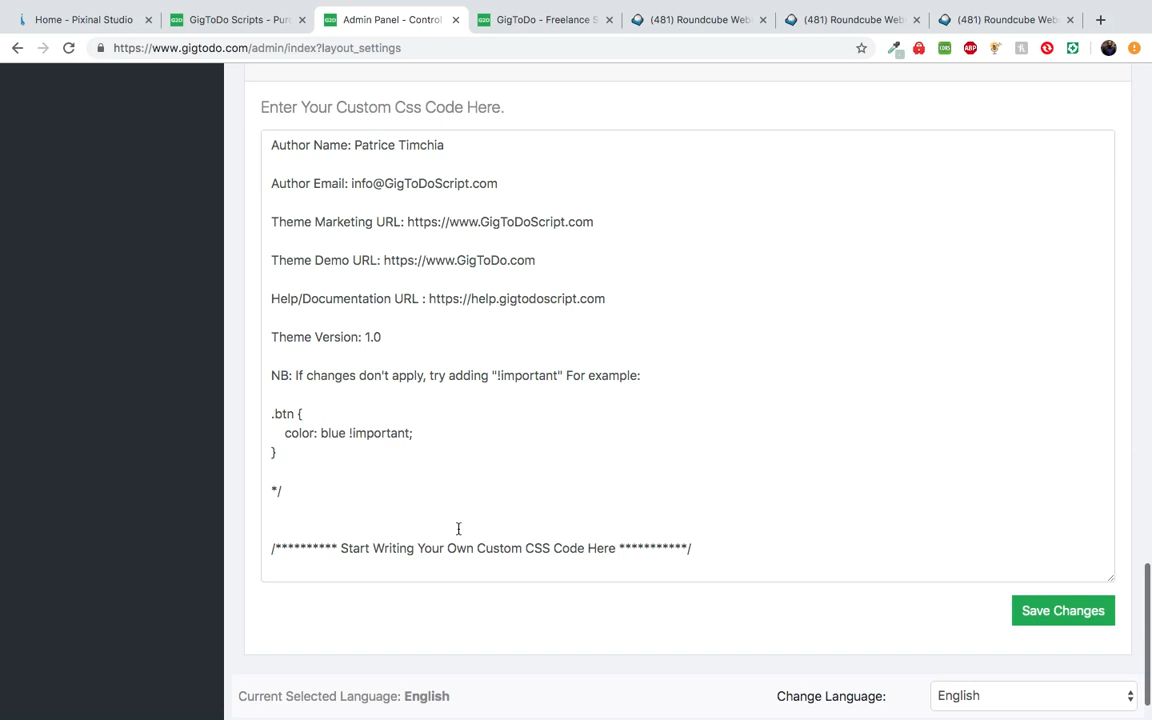 Home - Pixinal Studio
GigToDo Scripts - Pur
Admin Panel - Control
GigToDo - Freelance S
(481) Roundcube Web
(481) Roundcube Web
(481) Roundcube Web
https://www.gigtodo.com/admin/index?layout_settings
Enter Your Custom Css Code Here.
Author Name: Patrice Timchia
Author Email: info@GigToDoScript.com
Theme Marketing URL: https://www.GigToDoScript.com
Theme Demo URL: https://www.GigToDo.com
Help/Documentation URL : https://help.gigtodoscript.com
Theme Version: 1.0
NB: If changes don't apply, try adding "!important" For example:
.btn {
color: blue !important;
}
*/
/********** Start Writing Your Own Custom CSS Code Here ***********/
Save Changes
Current Selected Language: English
Change Language:
English